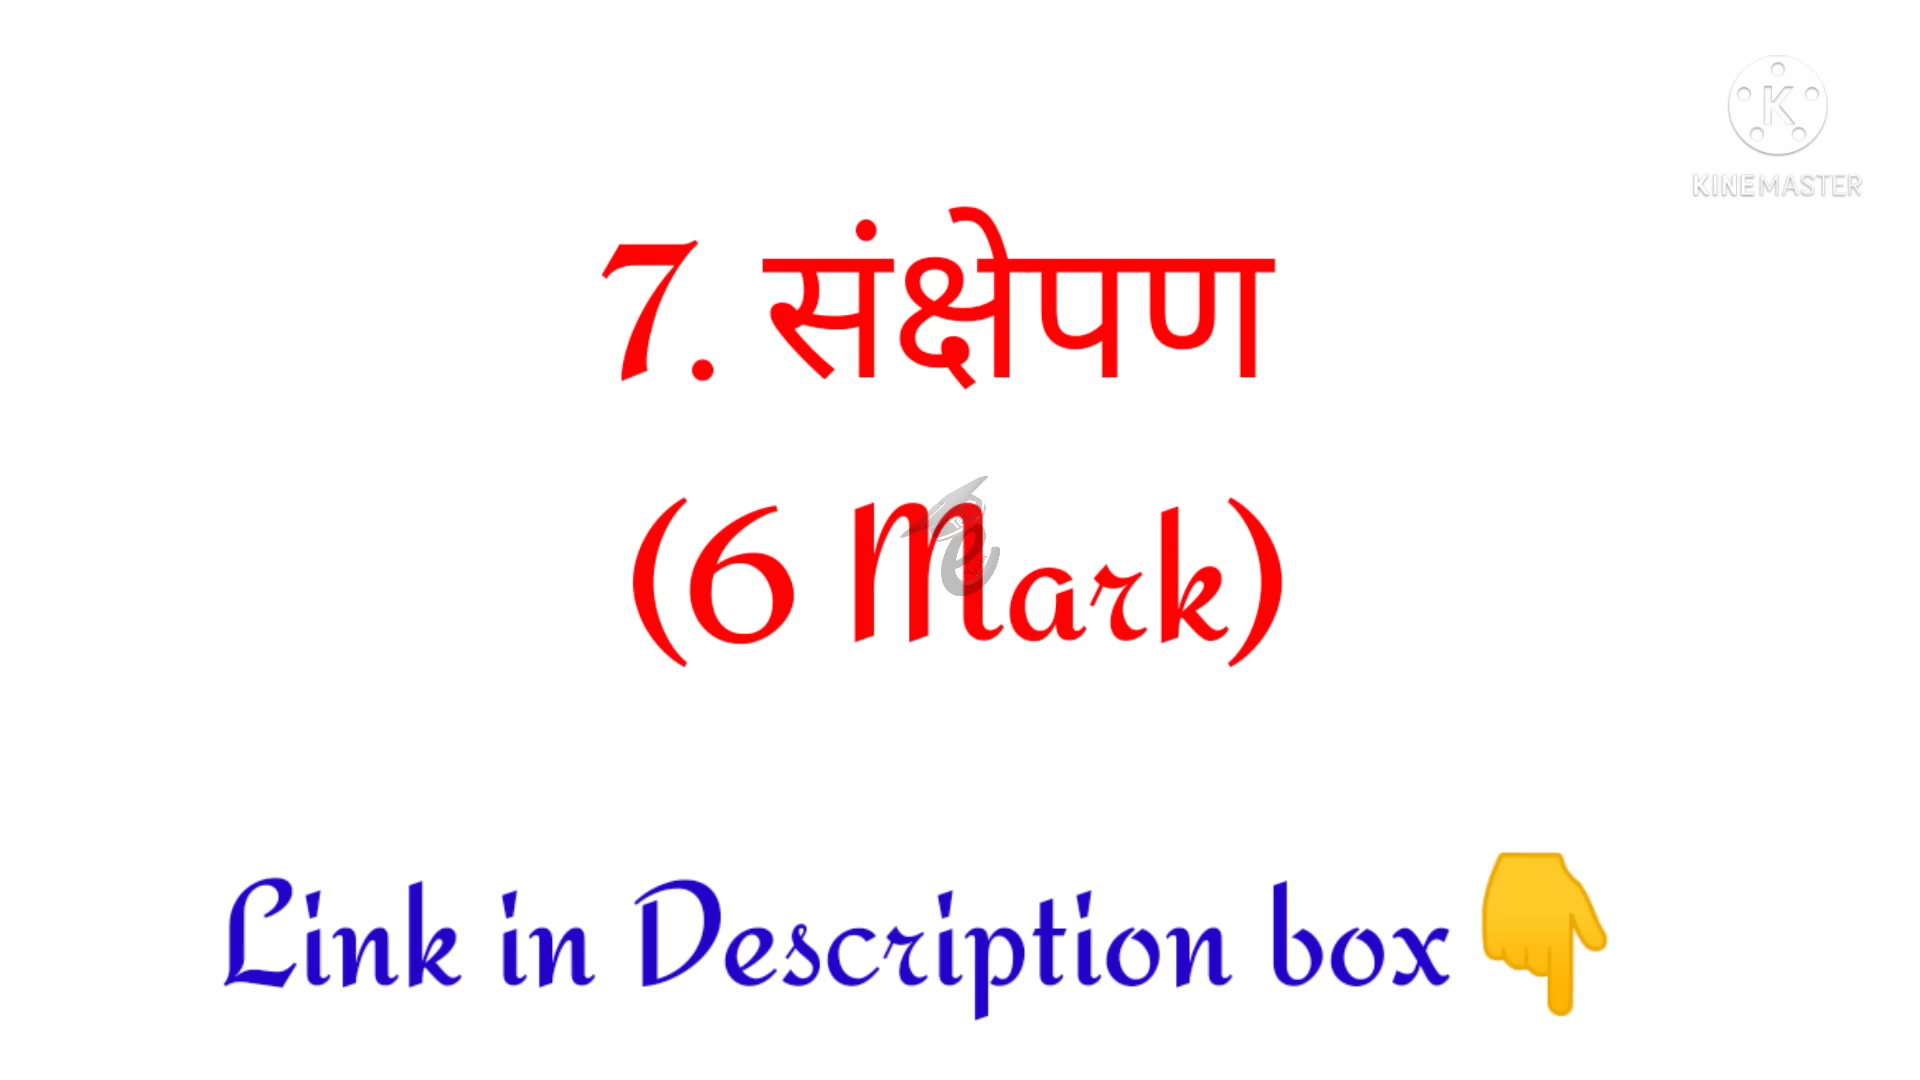 K
KINEMASTER
7. संक्षेपण
(6 Mark)
Link in Description box👇